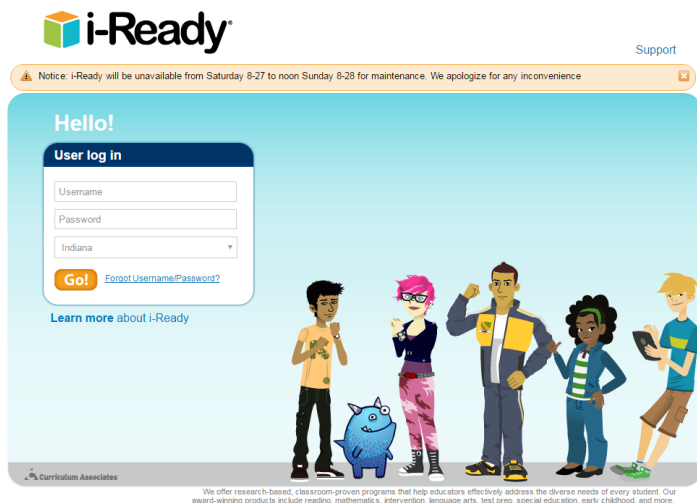 i-Ready
Support
Notice: i-Ready will be unavailable from Saturday 8-27 to noon Sunday 8-28 for maintenance. We apologize for any inconvenience
Hello!
User log in
Username
Password
Indiana
Go! Forgot Username/Password?
Learn more about i-Ready
Curriculum Associates
We offer research-based, classroom-proven programs that help educators effectively address the diverse needs of every student. Our
award-winning products include reading, mathematics, intervention, language arts, test prep, special education, early childhood, and more.